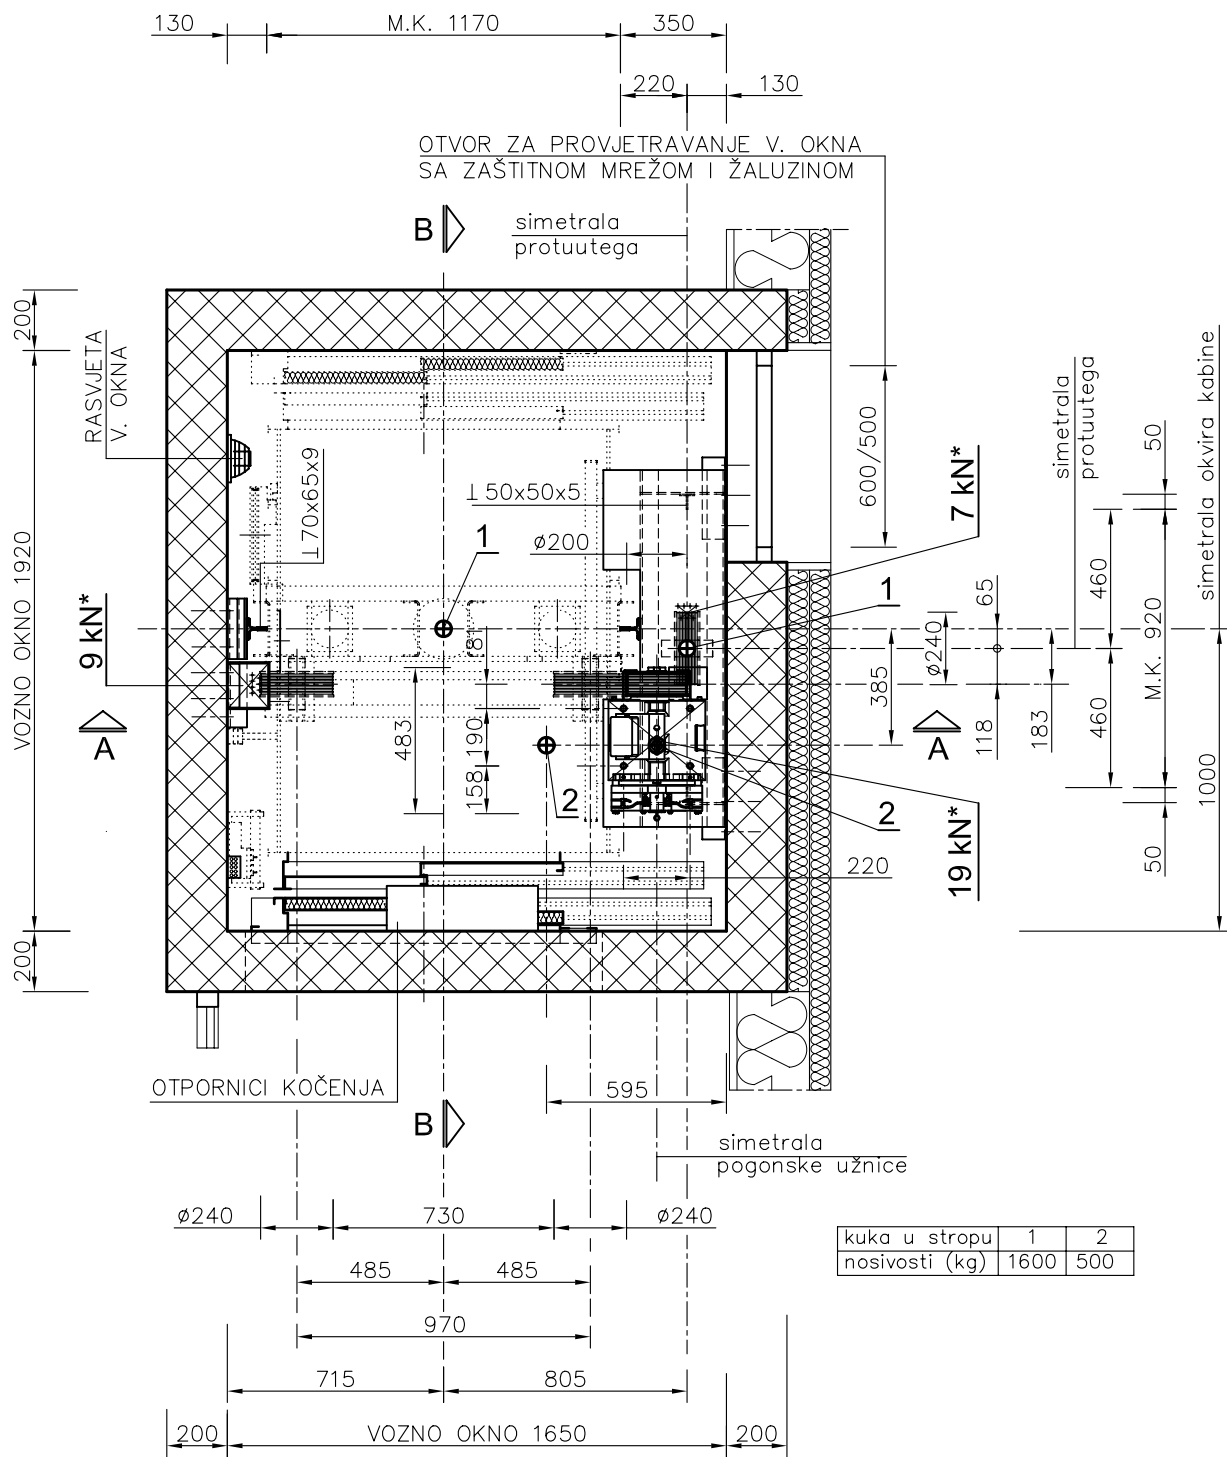 130
M.K. 1170
350
220
130
OTVOR ZA PROVJETRAVANJE V. OKNA
SA ZAŠTITNOM MREŽOM I ŽALUZINOM
B
simetrala
protuutega
200
RASVJETA
V. OKNA
⊥70x65x9
⊥50x50x5
ø200
1
600/500
7 kN*
simetrala
protuutega
50
simetrala okvira kabine
VOZNO OKNO 1920
9 kN*
A
1
81
483
190
158
2
385
ø240
65
118
183
460
460
M.K. 920
A
1000
2
19 kN*
50
220
200
OTPORNICI KOČENJA
595
B
simetrala
pogonske užnice
ø240
730
ø240
kuka u stropu 1 2
nosivosti (kg) 1600 500
485
485
970
715
805
200
VOZNO OKNO 1650
200